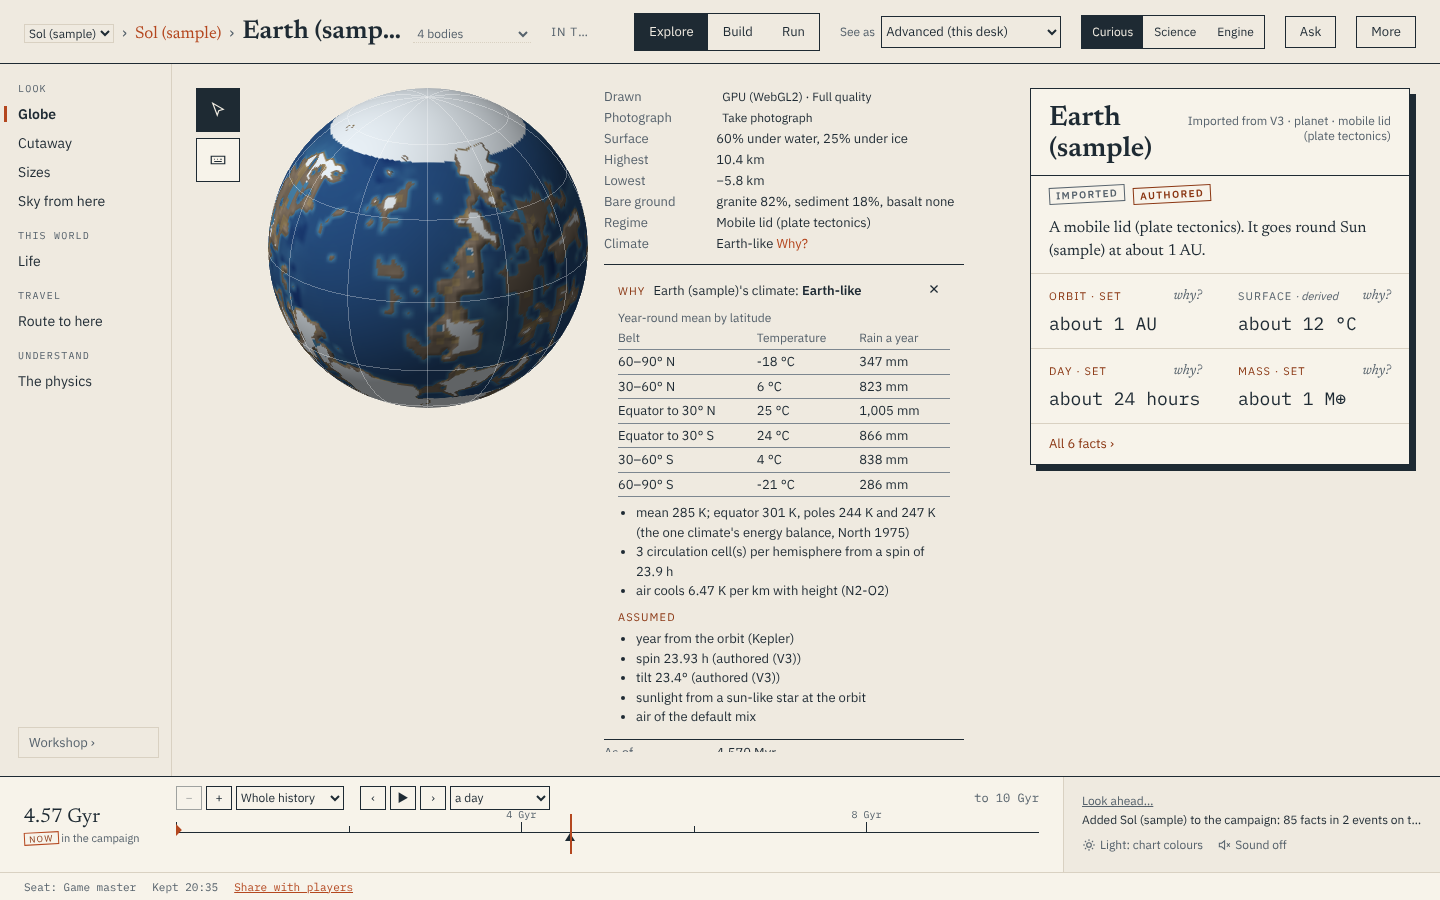 Sol (sample) › Sol (sample) › Earth (samp... 4 bodies IN T... Explore Build Run See as Advanced (this desk) Curious Science Engine Ask More
LOOK
Globe
Cutaway
Sizes
Sky from here
THIS WORLD
Life
TRAVEL
Route to here
UNDERSTAND
The physics
Workshop ›
Drawn GPU (WebGL2) · Full quality
Photograph Take photograph
Surface 60% under water, 25% under ice
Highest 10.4 km
Lowest −5.8 km
Bare ground granite 82%, sediment 18%, basalt none
Regime Mobile lid (plate tectonics)
Climate Earth-like Why?
WHY Earth (sample)'s climate: Earth-like ✕
Year-round mean by latitude
Belt Temperature Rain a year
60–90° N -18 °C 347 mm
30–60° N 6 °C 823 mm
Equator to 30° N 25 °C 1,005 mm
Equator to 30° S 24 °C 866 mm
30–60° S 4 °C 838 mm
60–90° S -21 °C 286 mm
• mean 285 K; equator 301 K, poles 244 K and 247 K
(the one climate's energy balance, North 1975)
• 3 circulation cell(s) per hemisphere from a spin of
23.9 h
• air cools 6.47 K per km with height (N2-O2)
ASSUMED
• year from the orbit (Kepler)
• spin 23.93 h (authored (V3))
• tilt 23.4° (authored (V3))
• sunlight from a sun-like star at the orbit
• air of the default mix
As of 4,570 Myr
Earth
(sample)
Imported from V3 · planet · mobile lid
(plate tectonics)
IMPORTED AUTHORED
A mobile lid (plate tectonics). It goes round Sun
(sample) at about 1 AU.
ORBIT · SET why?
about 1 AU
SURFACE · derived why?
about 12 °C
DAY · SET why?
about 24 hours
MASS · SET why?
about 1 M⊕
All 6 facts ›
4.57 Gyr
NOW in the campaign
− + Whole history ‹ ▶ › a day to 10 Gyr
4 Gyr 8 Gyr
Look ahead...
Added Sol (sample) to the campaign: 85 facts in 2 events on t...
Light: chart colours Sound off
Seat: Game master Kept 20:35 Share with players